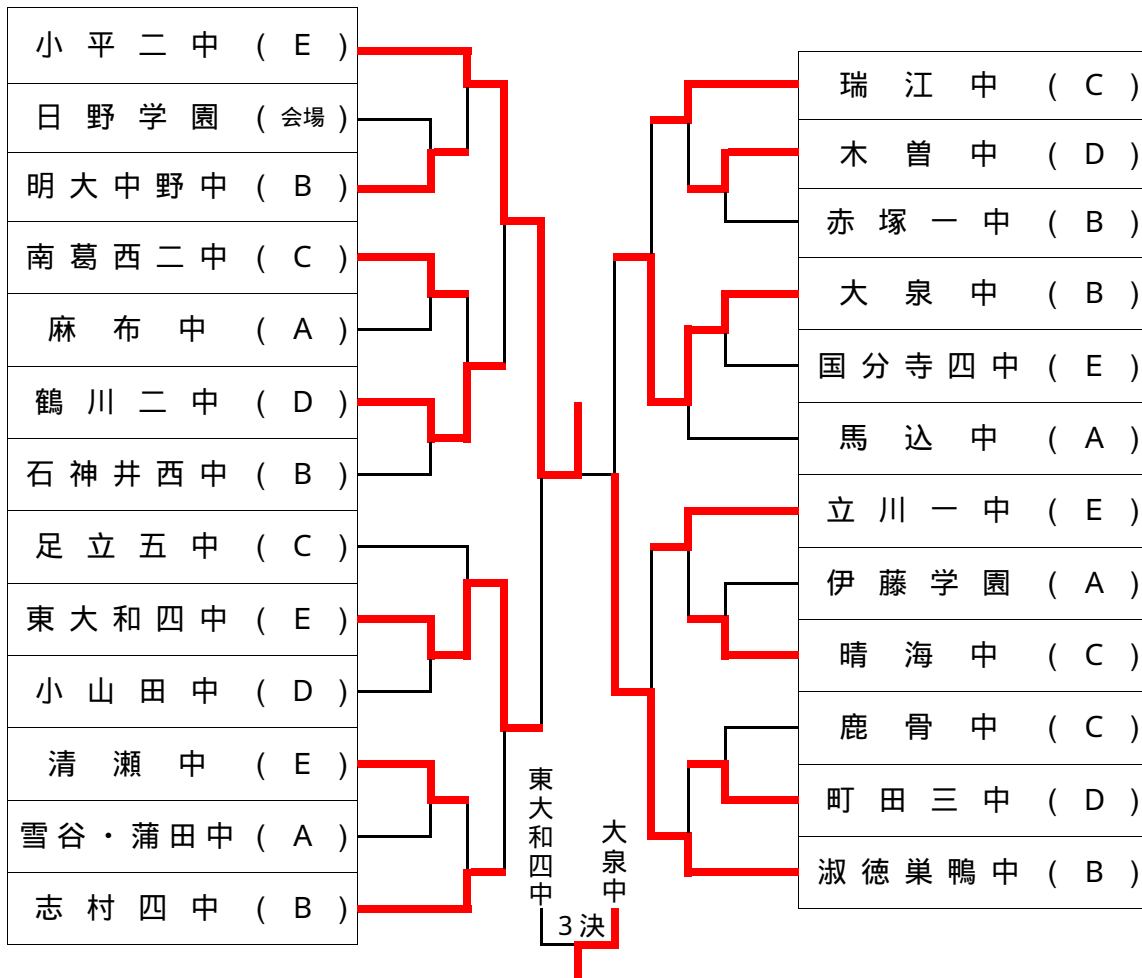 小平二中 ( E )
日野学園 ( 会場 )
明大中野中 ( B )
南葛西二中 ( C )
麻布中 ( A )
鶴川二中 ( D )
石神井西中 ( B )
足立五中 ( C )
東大和四中 ( E )
小山田中 ( D )
清瀬中 ( E )
雪谷・蒲田中 ( A )
志村四中 ( B )
瑞江中 ( C )
木曽中 ( D )
赤塚一中 ( B )
大泉中 ( B )
国分寺四中 ( E )
馬込中 ( A )
立川一中 ( E )
伊藤学園 ( A )
晴海中 ( C )
鹿骨中 ( C )
町田三中 ( D )
淑徳巣鴨中 ( B )
東大和四中
大泉中
3決